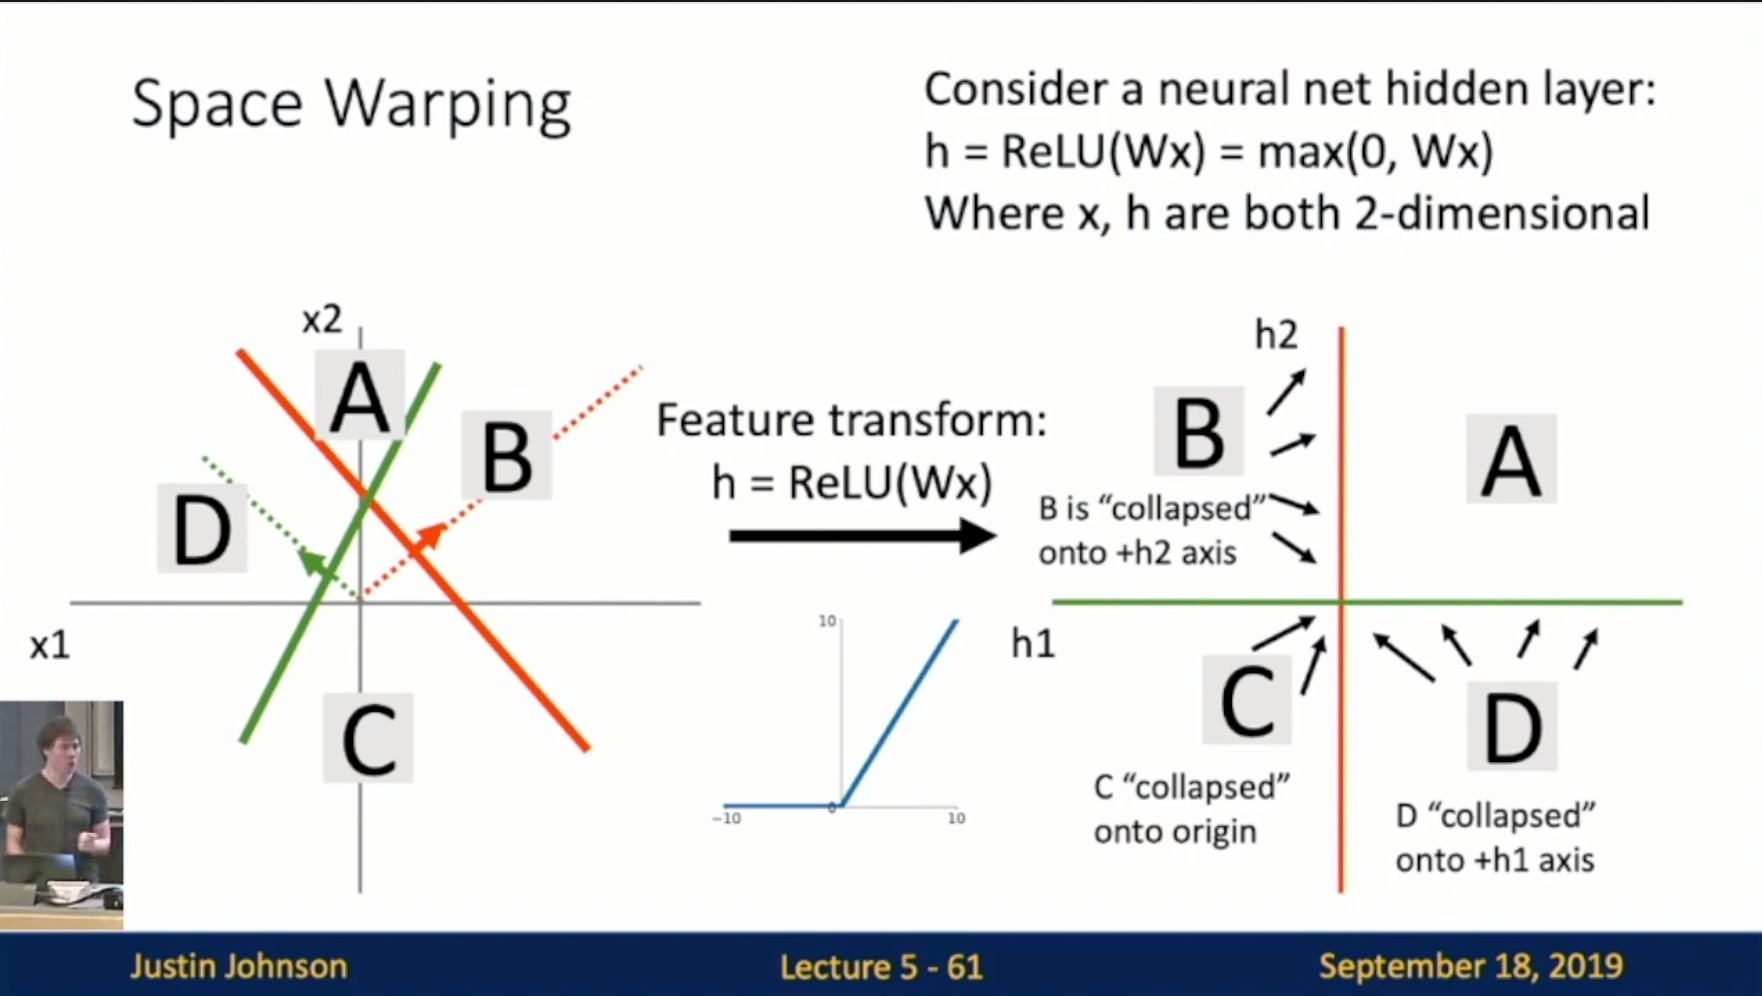 Space Warping
Consider a neural net hidden layer:
h = ReLU(Wx) = max(0, Wx)
Where x, h are both 2-dimensional
x2
A
B
D
C
x1
Feature transform:
h = ReLU(Wx)
10
0
-10
10
h2
B
A
B is “collapsed”
onto +h2 axis
h1
C
D
C “collapsed”
onto origin
D “collapsed”
onto +h1 axis
Justin Johnson
Lecture 5 - 61
September 18, 2019